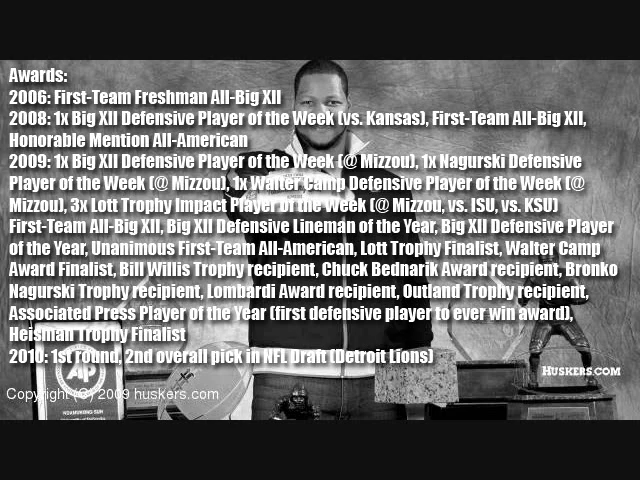 Awards:
2006: First-Team Freshman All-Big XII
2008: 1x Big XII Defensive Player of the Week (vs. Kansas), First-Team All-Big XII,
Honorable Mention All-American
2009: 1x Big XII Defensive Player of the Week (@ Mizzou), 1x Nagurski Defensive
Player of the Week (@ Mizzou), 1x Walter Camp Defensive Player of the Week (@
Mizzou), 3x Lott Trophy Impact Player of the Week (@ Mizzou, vs. ISU, vs. KSU)
First-Team All-Big XII, Big XII Defensive Lineman of the Year, Big XII Defensive Player
of the Year, Unanimous First-Team All-American, Lott Trophy Finalist, Walter Camp
Award Finalist, Bill Willis Trophy recipient, Chuck Bednarik Award recipient, Bronko
Nagurski Trophy recipient, Lombardi Award recipient, Outland Trophy recipient,
Associated Press Player of the Year (first defensive player to ever win award),
Heisman Trophy Finalist
2010: 1st round, 2nd overall pick in NFL Draft (Detroit Lions)
HUSKERS.COM
AP
Copyright (C) 2009 huskers.com
NDAMUKONG SUH